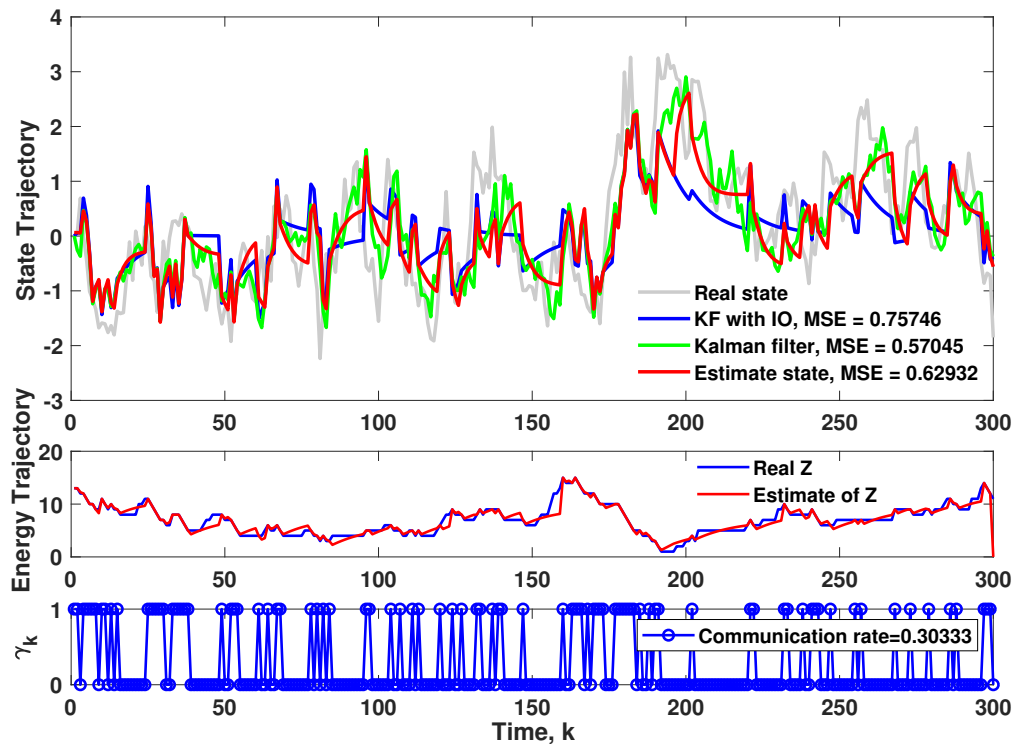 4
3
2
1
0
-1
-2
-3
State Trajectory
Real state
KF with IO, MSE = 0.75746
Kalman filter, MSE = 0.57045
Estimate state, MSE = 0.62932
0 50 100 150 200 250 300
20
10
0
Energy Trajectory
Real Z
Estimate of Z
0 50 100 150 200 250 300
1
0
γk
Communication rate=0.30333
0 50 100 150 200 250 300
Time, k